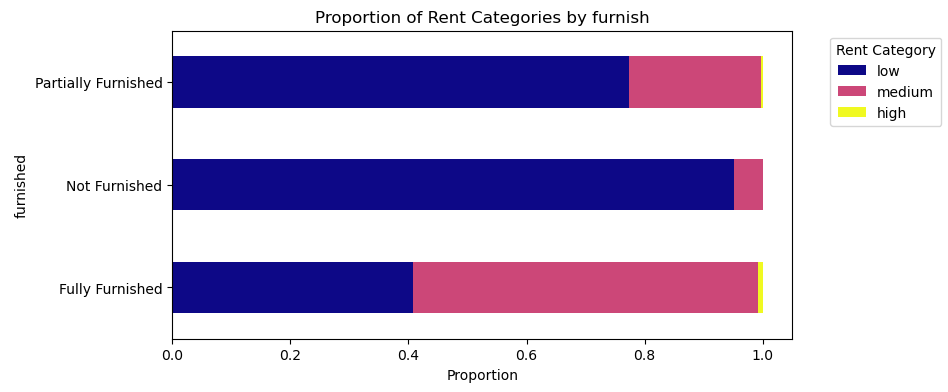 Proportion of Rent Categories by furnish
Rent Category
low
medium
high
furnished
Partially Furnished
Not Furnished
Fully Furnished
0.0 0.2 0.4 0.6 0.8 1.0
Proportion